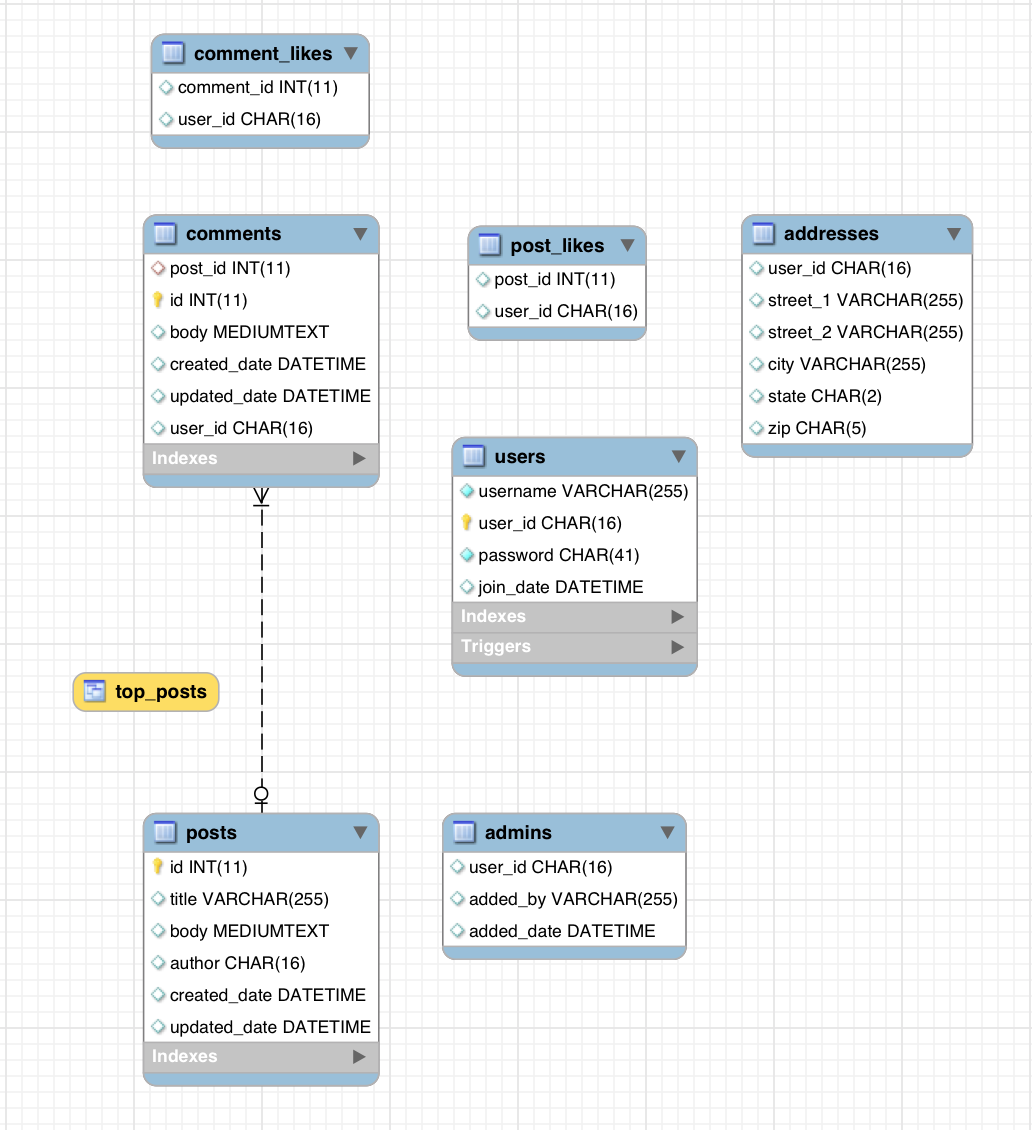 comment_likes
comment_id INT(11)
user_id CHAR(16)
comments
post_id INT(11)
id INT(11)
body MEDIUMTEXT
created_date DATETIME
updated_date DATETIME
user_id CHAR(16)
Indexes
post_likes
post_id INT(11)
user_id CHAR(16)
addresses
user_id CHAR(16)
street_1 VARCHAR(255)
street_2 VARCHAR(255)
city VARCHAR(255)
state CHAR(2)
zip CHAR(5)
users
username VARCHAR(255)
user_id CHAR(16)
password CHAR(41)
join_date DATETIME
Indexes
Triggers
top_posts
posts
id INT(11)
title VARCHAR(255)
body MEDIUMTEXT
author CHAR(16)
created_date DATETIME
updated_date DATETIME
Indexes
admins
user_id CHAR(16)
added_by VARCHAR(255)
added_date DATETIME